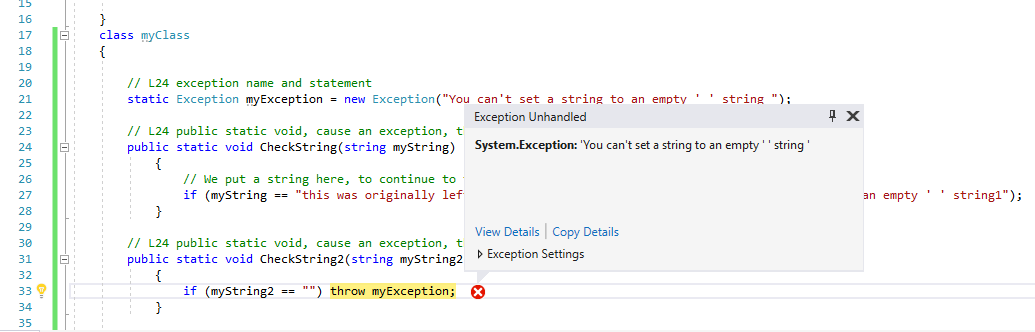 15
16 }
17 class myClass
18 {
19
20 // L24 exception name and statement
21 static Exception myException = new Exception("You can't set a string to an empty ' ' string ");
22
23 // L24 public static void, cause an exception, t
24 public static void CheckString(string myString)
25 {
26 // We put a string here, to continue to
27 if (myString == "this was originally lef an empty ' ' string1");
28 }
29
30 // L24 public static void, cause an exception, t
31 public static void CheckString2(string myString2
32 {
33 if (myString2 == "") throw myException;
34 }
35
Exception Unhandled
System.Exception: 'You can't set a string to an empty ' ' string '
View Details Copy Details
Exception Settings